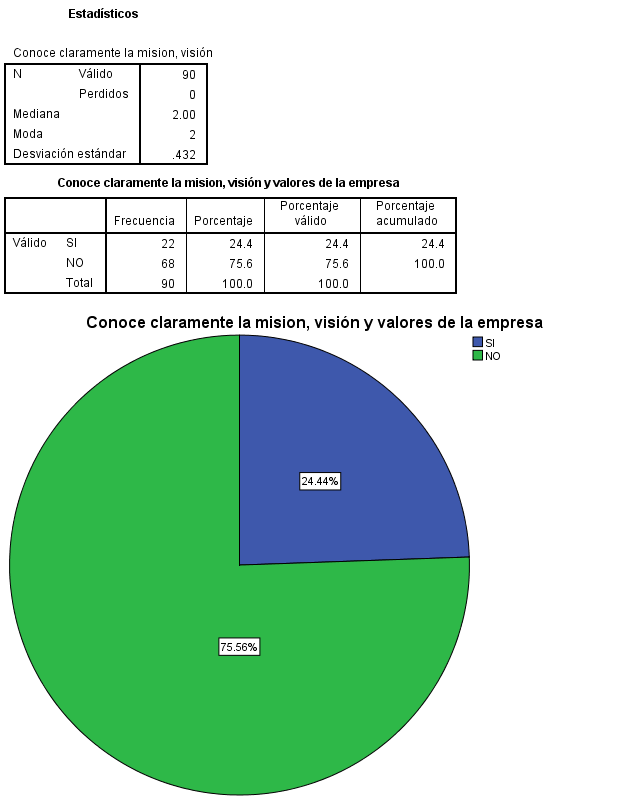 Estadísticos
Conoce claramente la mision, visión
N Válido 90
Perdidos 0
Mediana 2.00
Moda 2
Desviación estándar .432
Conoce claramente la mision, visión y valores de la empresa
Frecuencia Porcentaje Porcentaje válido Porcentaje acumulado
Válido SI 22 24.4 24.4 24.4
NO 68 75.6 75.6 100.0
Total 90 100.0 100.0
Conoce claramente la mision, visión y valores de la empresa
SI
NO
24.44%
75.56%